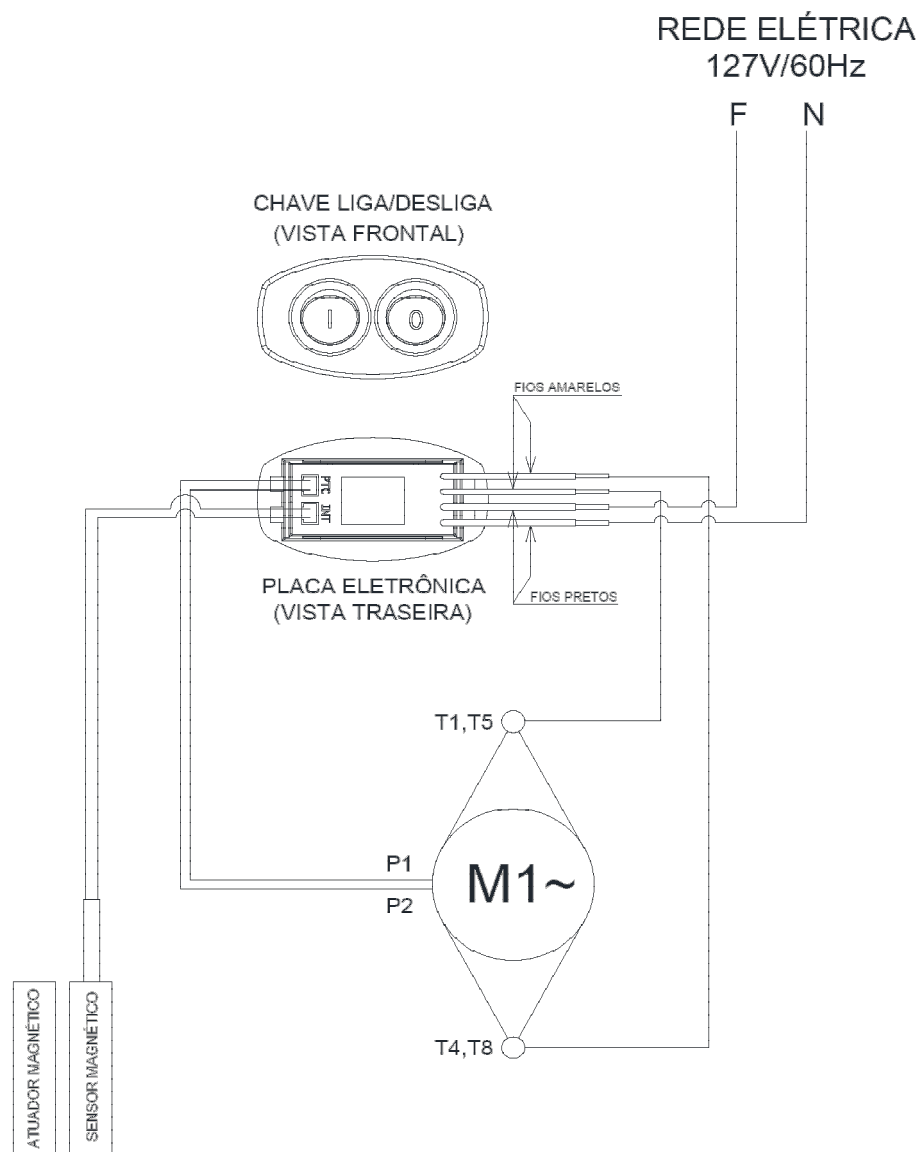 REDE ELÉTRICA
127V/60Hz
F N
CHAVE LIGA/DESLIGA
(VISTA FRONTAL)
I 0
FIOS AMARELOS
PTC
INT
PLACA ELETRÔNICA
(VISTA TRASEIRA)
FIOS PRETOS
T1,T5
P1
M1~
P2
T4,T8
ATUADOR MAGNÉTICO
SENSOR MAGNÉTICO